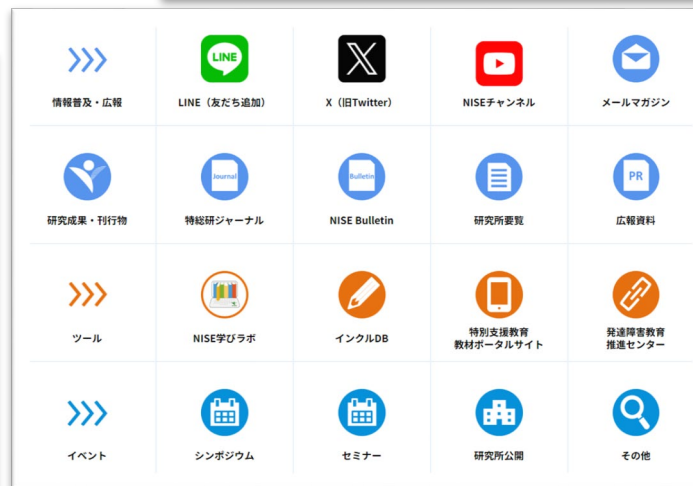 LINE
情報普及・広報
LINE（友だち追加）
X（旧Twitter）
NISEチャンネル
メールマガジン
Journal
Bulletin
PR
研究成果・刊行物
特総研ジャーナル
NISE Bulletin
研究所要覧
広報資料
ツール
NISE学びラボ
インクルDB
特別支援教育
教材ポータルサイト
発達障害教育
推進センター
イベント
シンポジウム
セミナー
研究所公開
その他